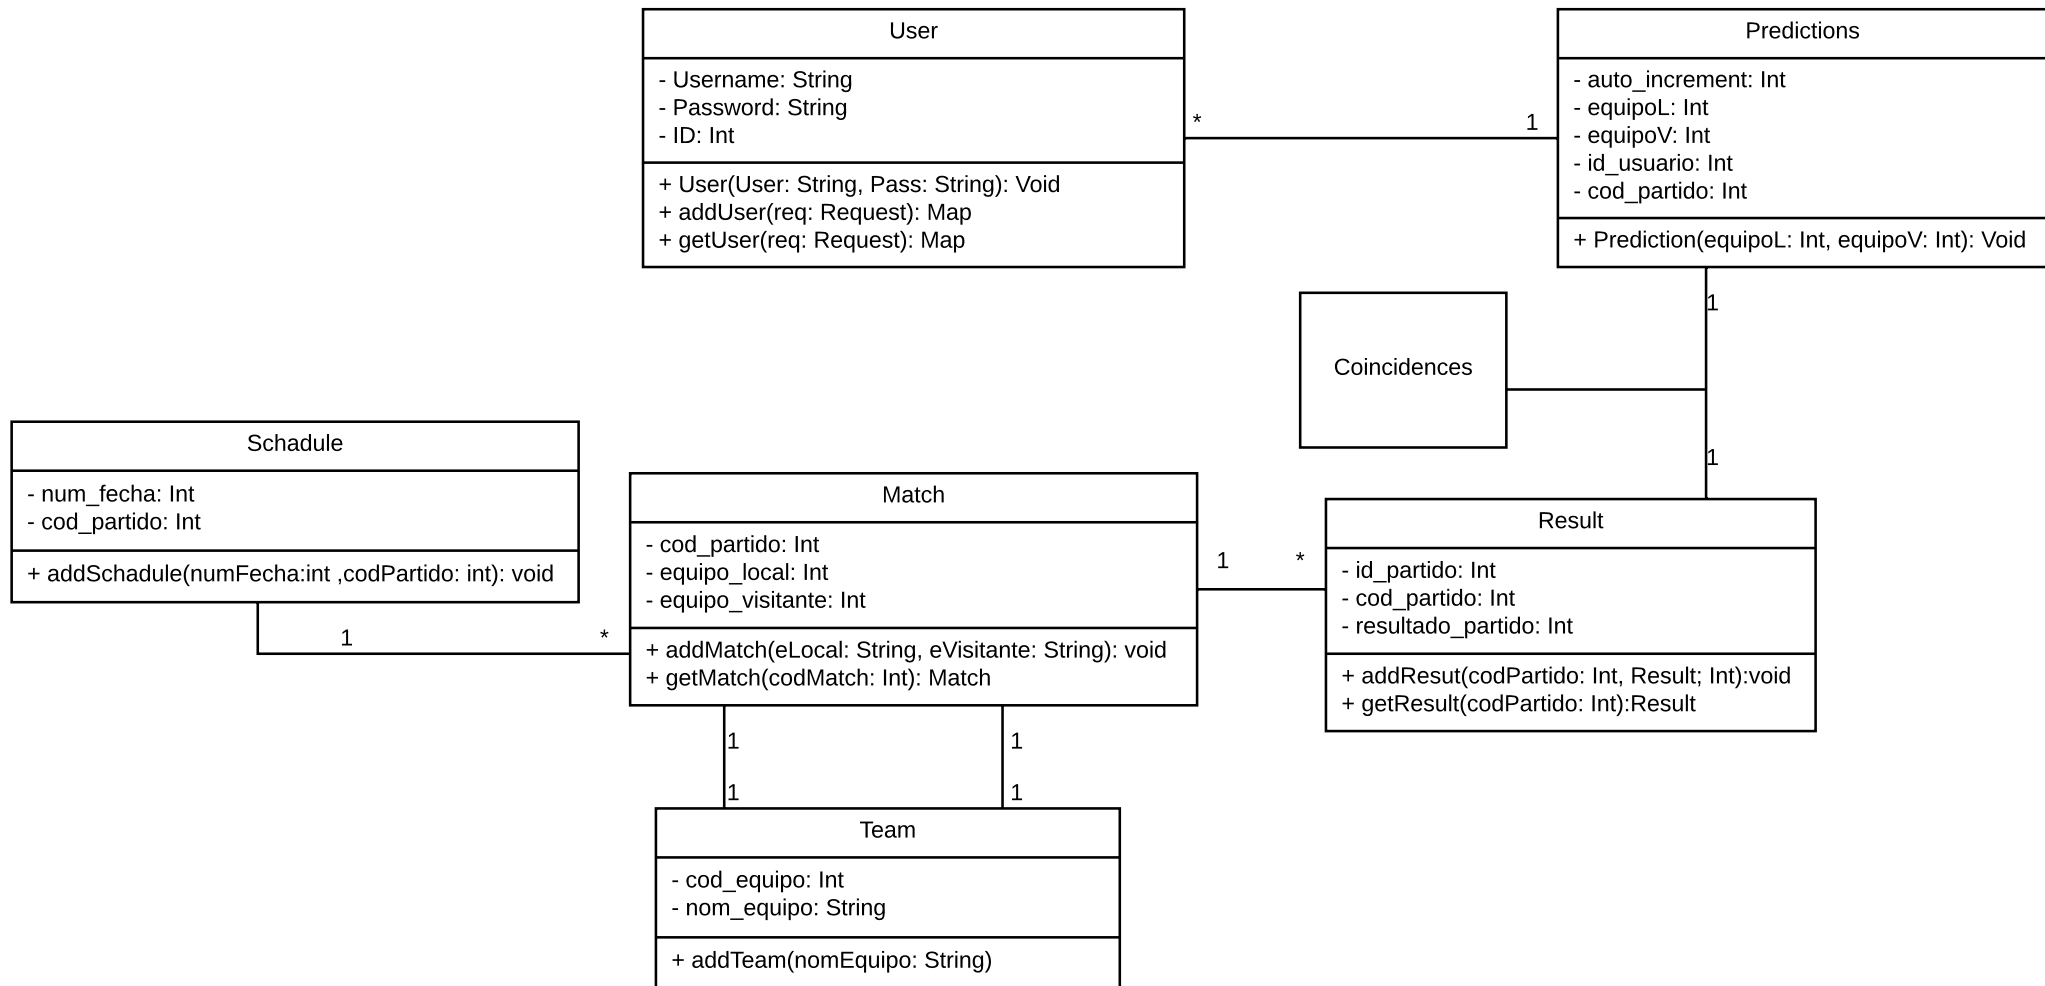 User
- Username: String
- Password: String
- ID: Int
+ User(User: String, Pass: String): Void
+ addUser(req: Request): Map
+ getUser(req: Request): Map
*
1
Predictions
- auto_increment: Int
- equipoL: Int
- equipoV: Int
- id_usuario: Int
- cod_partido: Int
+ Prediction(equipoL: Int, equipoV: Int): Void
1
Coincidences
1
Schadule
- num_fecha: Int
- cod_partido: Int
+ addSchadule(numFecha:int ,codPartido: int): void
1
*
Match
- cod_partido: Int
- equipo_local: Int
- equipo_visitante: Int
+ addMatch(eLocal: String, eVisitante: String): void
+ getMatch(codMatch: Int): Match
1
*
Result
- id_partido: Int
- cod_partido: Int
- resultado_partido: Int
+ addResut(codPartido: Int, Result; Int):void
+ getResult(codPartido: Int):Result
1
1
1
1
Team
- cod_equipo: Int
- nom_equipo: String
+ addTeam(nomEquipo: String)